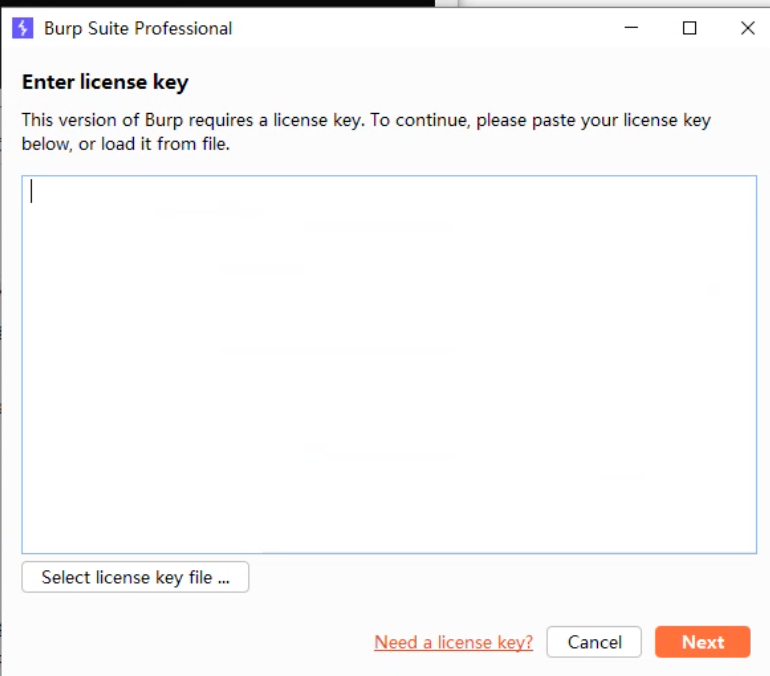 Burp Suite Professional
Enter license key
This version of Burp requires a license key. To continue, please paste your license key
below, or load it from file.
Select license key file ...
Need a license key?
Cancel
Next